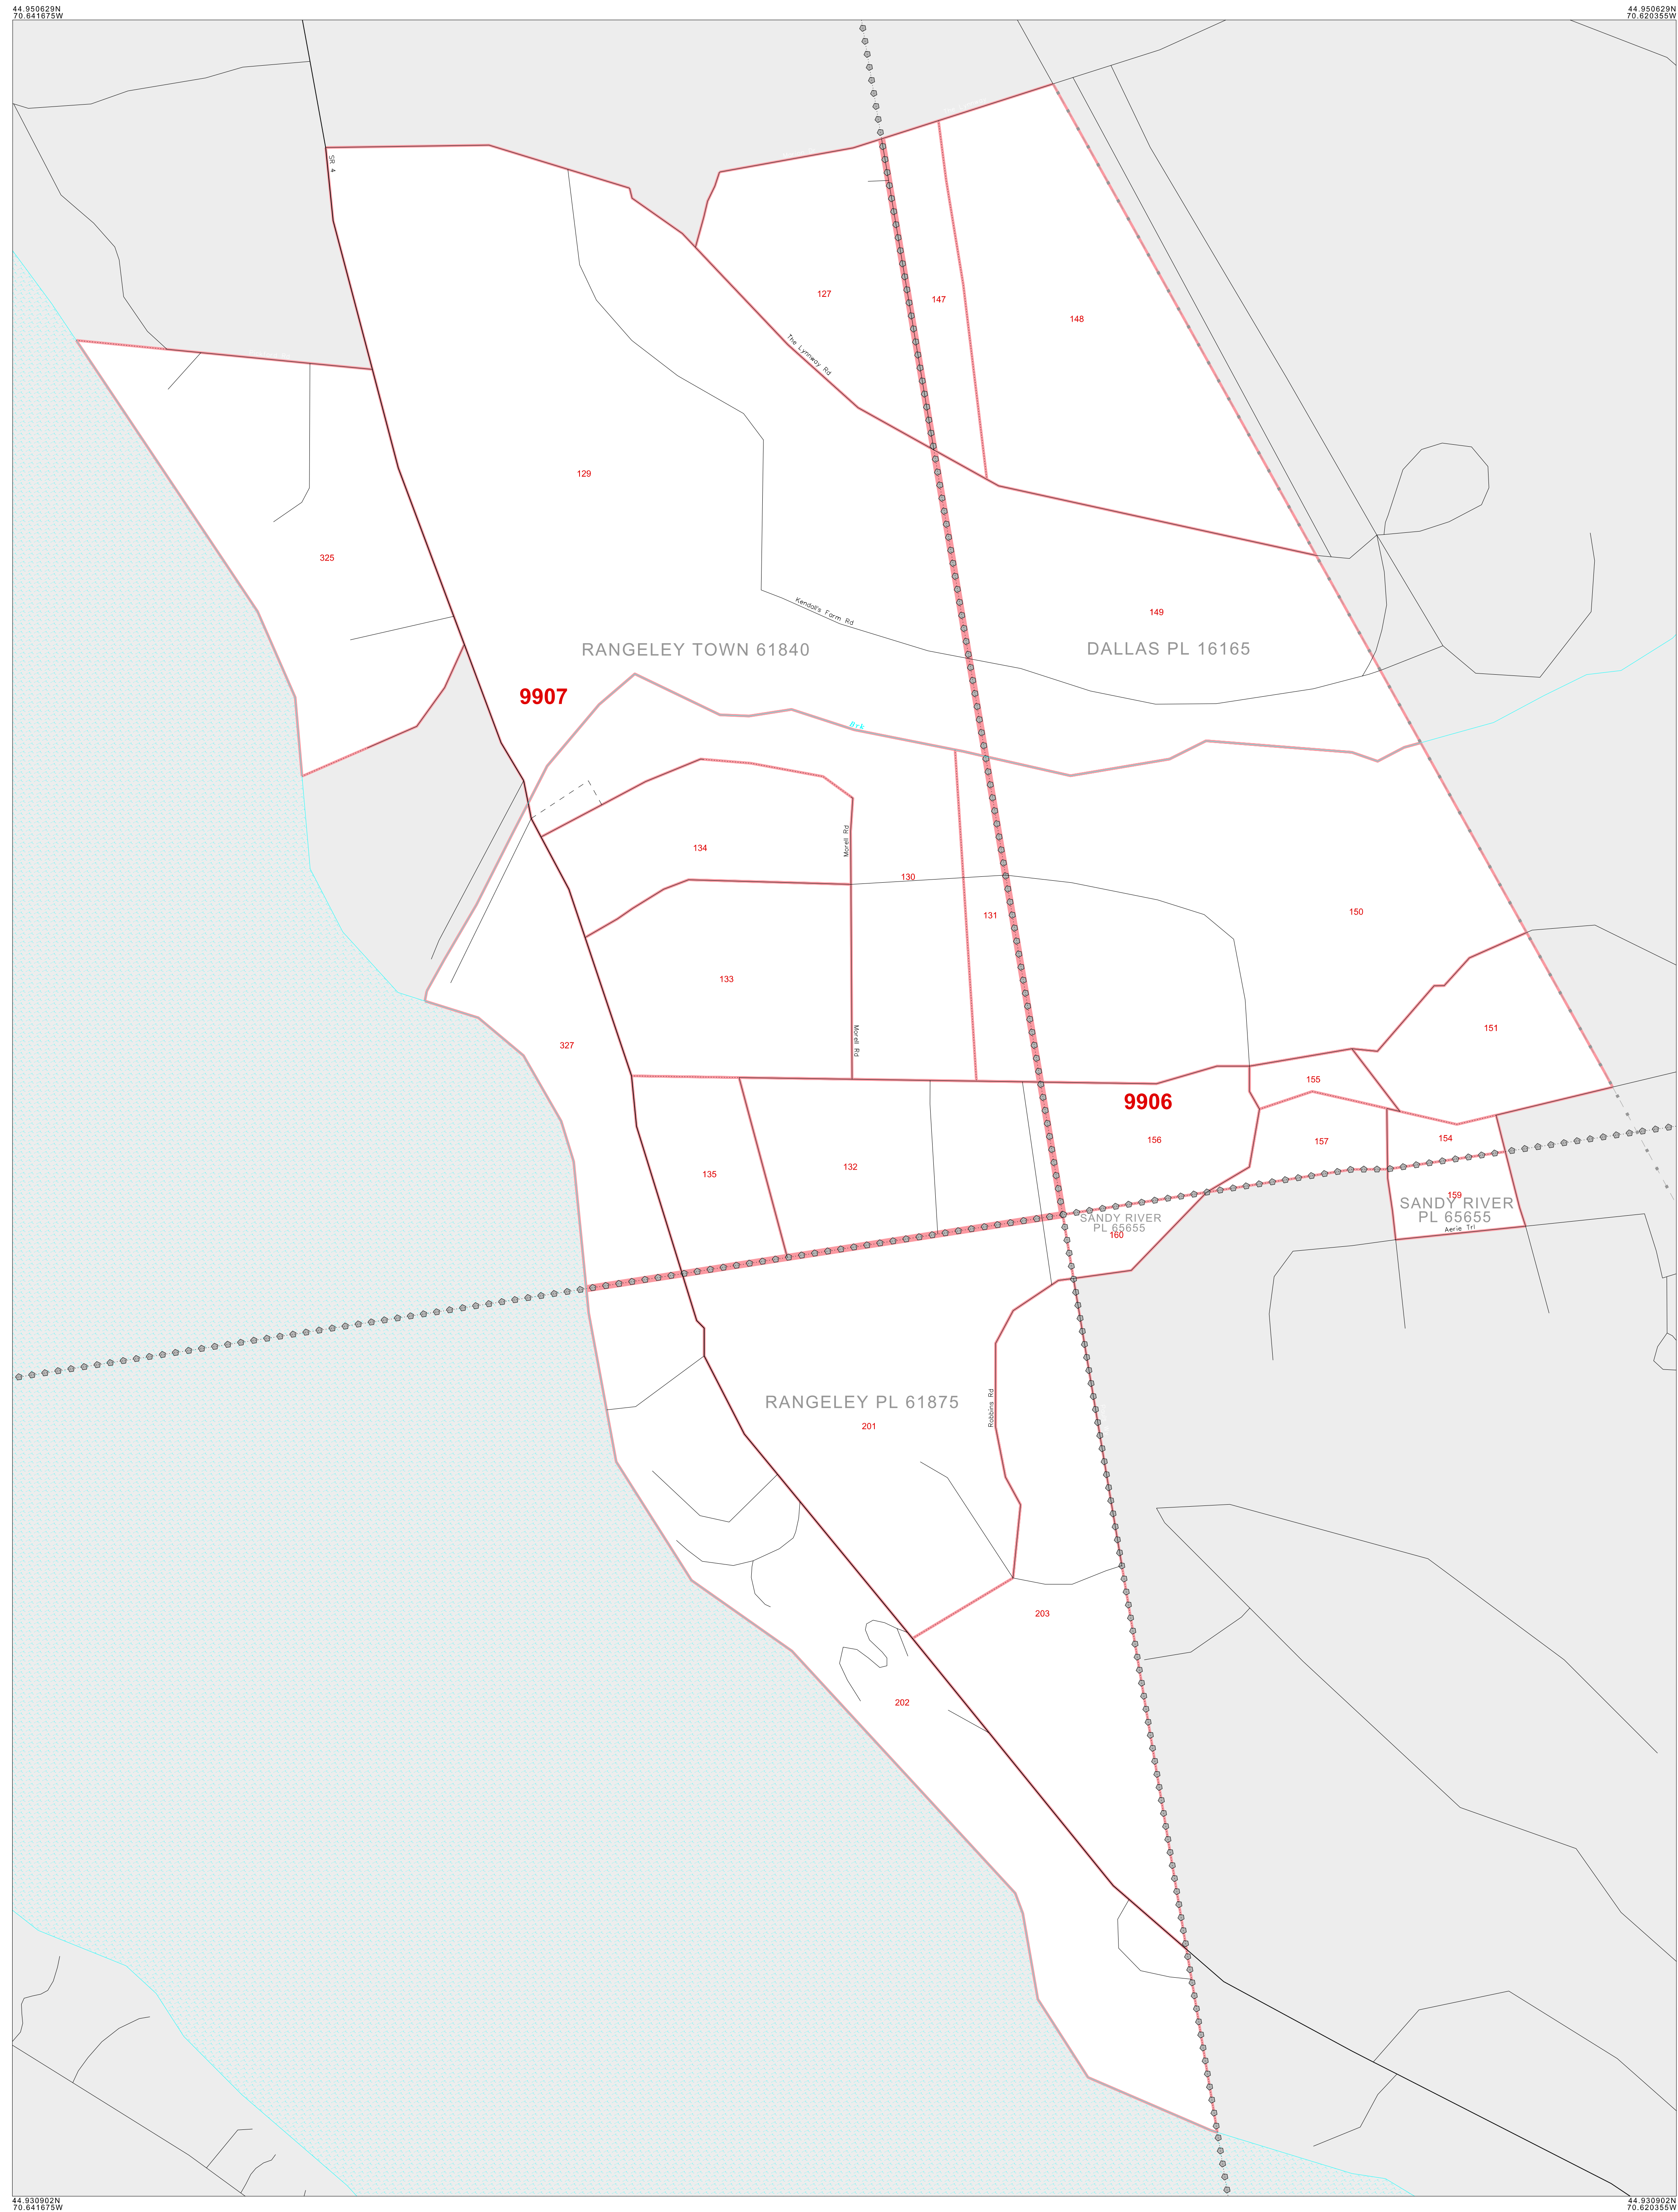 44.950629N
70.641675W
44.950629N
70.620355W
SR 4
127
147
148
The Lynnway Rd
129
325
Kendall's Farm Rd
149
RANGELEY TOWN 61840
DALLAS PL 16165
9907
Brk
134
Morell Rd
130
131
150
133
Morell Rd
151
327
155
9906
156
157
154
135
132
159
SANDY RIVER
PL 65655
Aerie Trl
SANDY RIVER
PL 65655
160
RANGELEY PL 61875
201
Robbins Rd
203
202
44.930902N
70.641675W
44.930902N
70.620355W